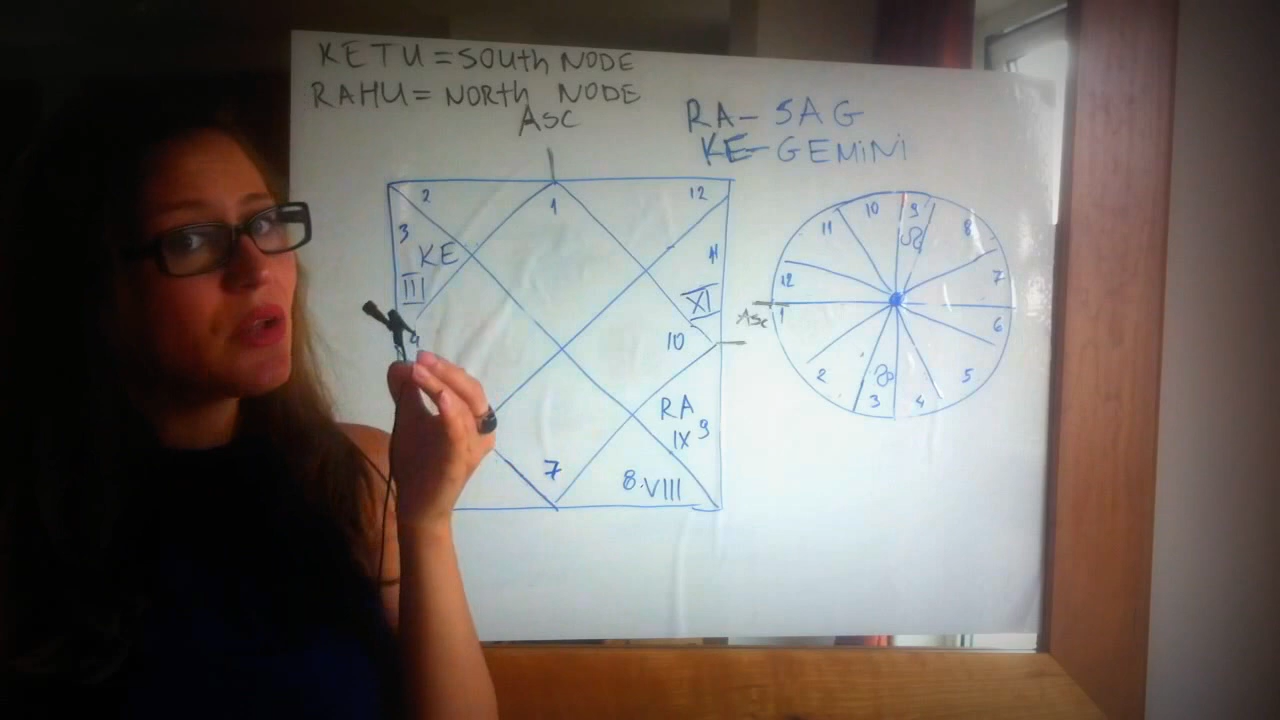 KETU = SOUth NODE
RAHU = NORth NODE
Asc
RA - SAG
KE - GEMiNi
2
1
12
3
KE
11
III
XI
4
10
RA
IX 9
7
8. VIII
10
9
11
8
☊
12
7
Asc
1
6
2
☋
5
3
4